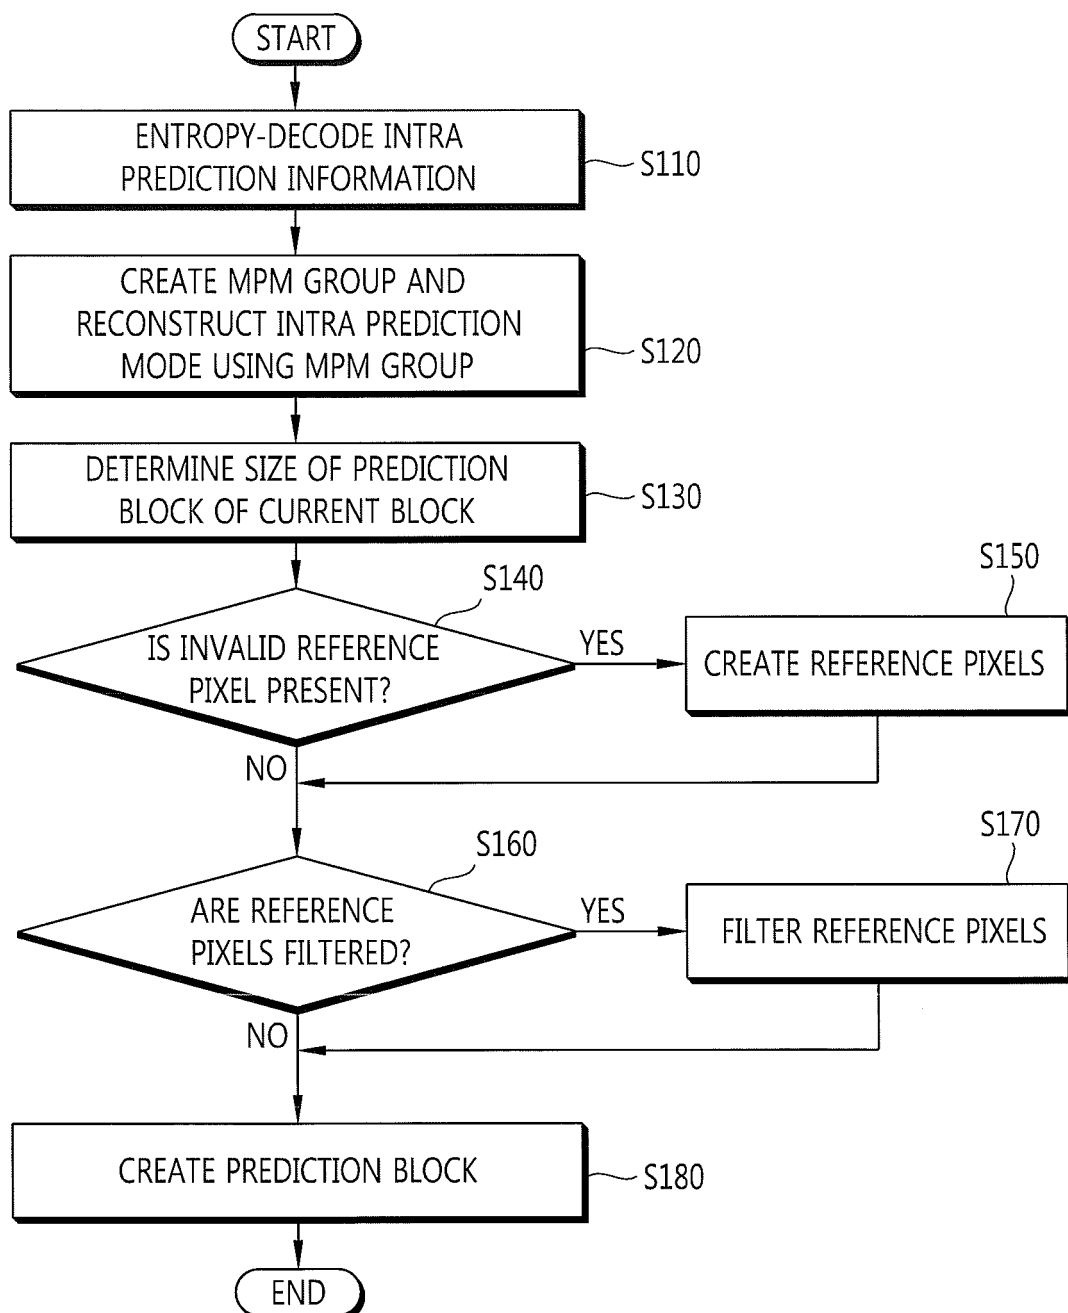 START
ENTROPY-DECODE INTRA
PREDICTION INFORMATION
S110
CREATE MPM GROUP AND
RECONSTRUCT INTRA PREDICTION
MODE USING MPM GROUP
S120
DETERMINE SIZE OF PREDICTION
BLOCK OF CURRENT BLOCK
S130
S140
IS INVALID REFERENCE
PIXEL PRESENT?
YES
S150
CREATE REFERENCE PIXELS
NO
S160
ARE REFERENCE
PIXELS FILTERED?
YES
S170
FILTER REFERENCE PIXELS
NO
CREATE PREDICTION BLOCK
S180
END